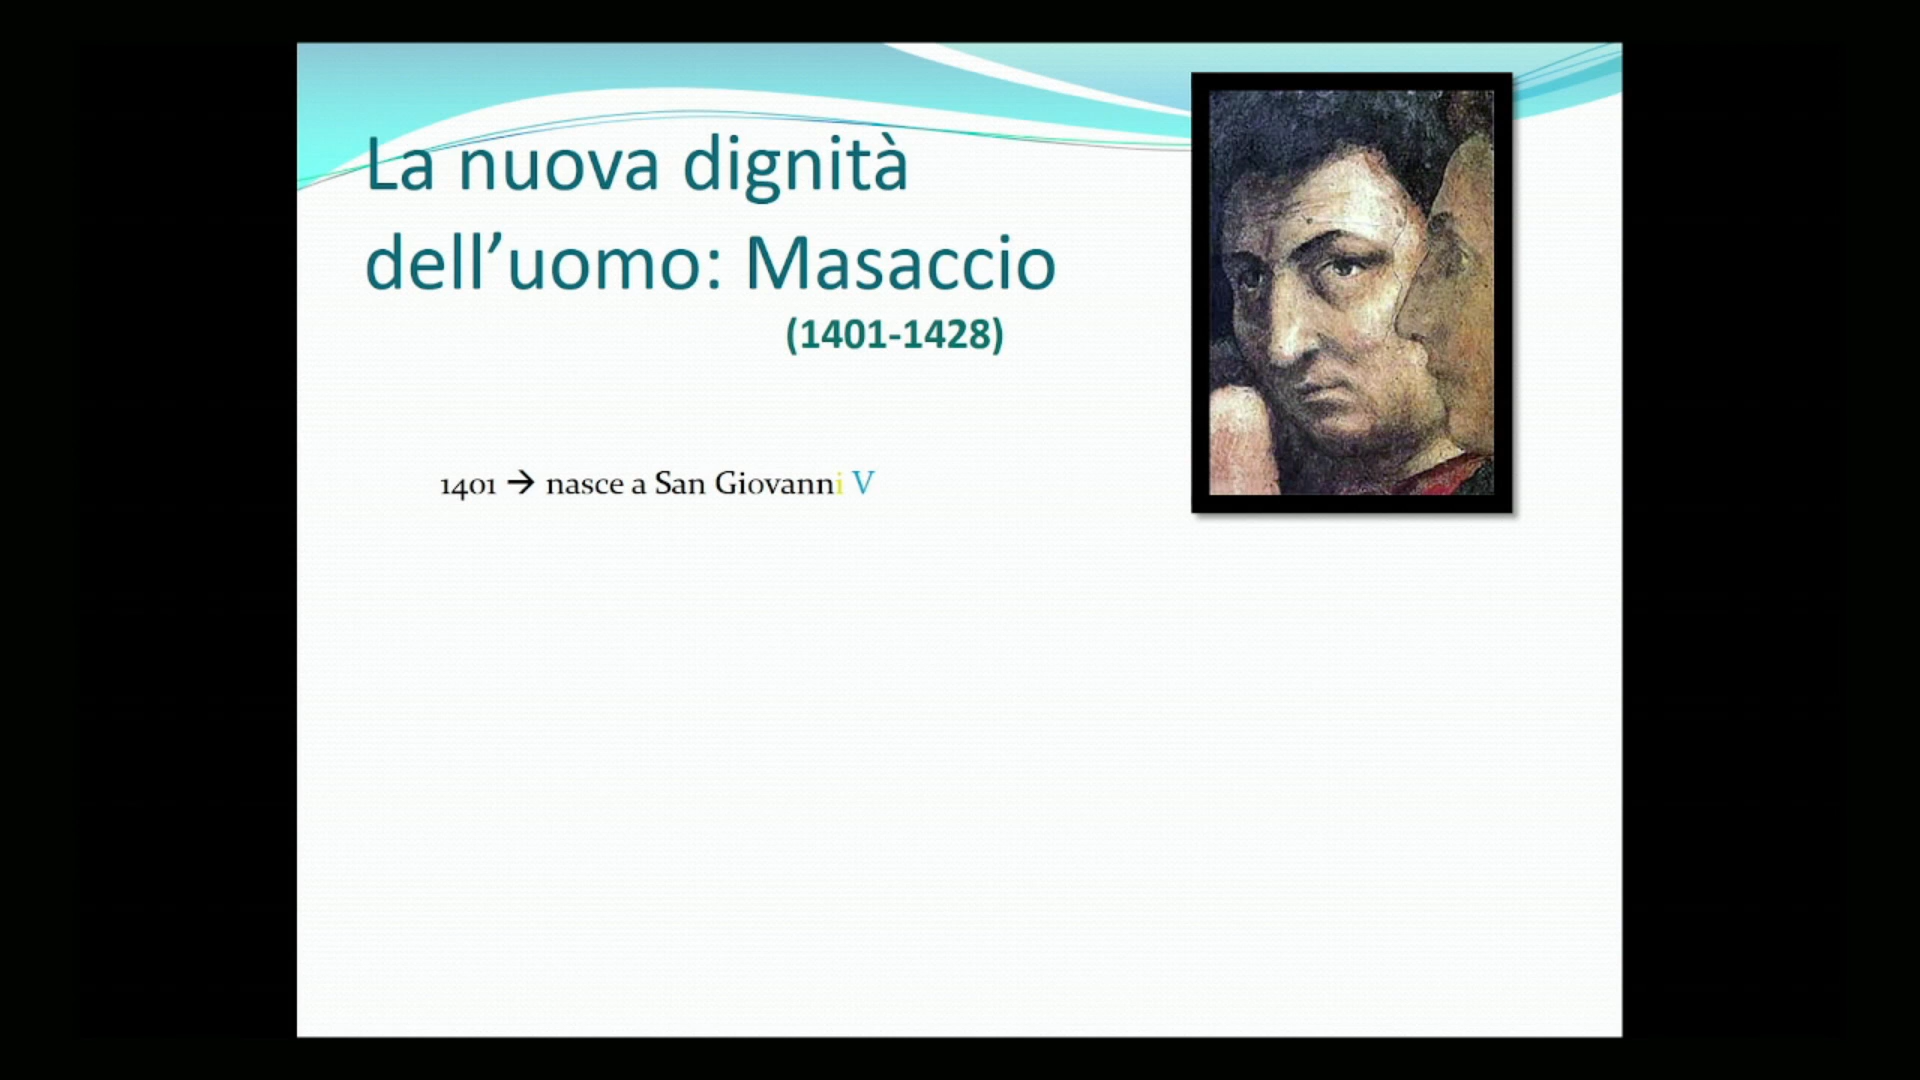 La nuova dignità
dell’uomo: Masaccio
(1401-1428)
1401 → nasce a San Giovanni V